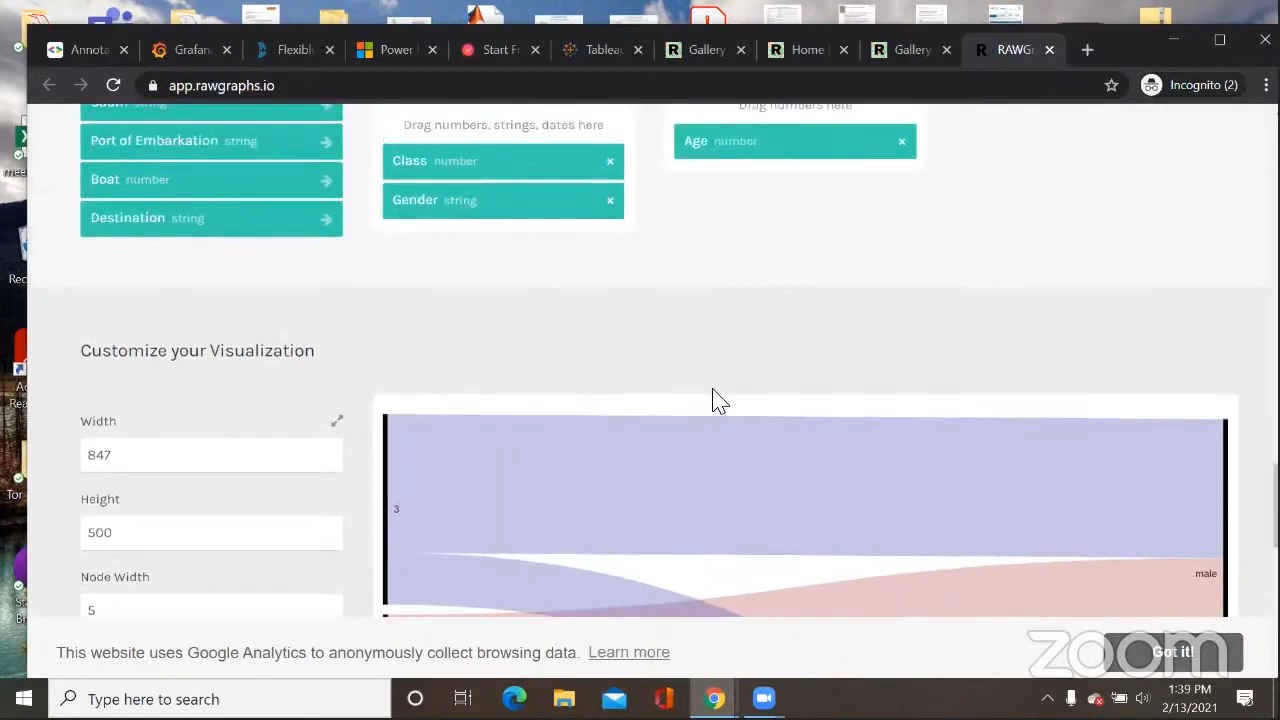 Annota
Grafan
Flexibl
Power
Start Fr
Tableau
Gallery
Home
Gallery
RAWGr
app.rawgraphs.io
Incognito (2)
string
Drag numbers here
Port of Embarkation string
Drag numbers, strings, dates here
Age number
Class number
Boat number
Gender string
Destination string
Customize your Visualization
Width
847
Height
500
3
Node Width
male
5
This website uses Google Analytics to anonymously collect browsing data. Learn more
Got it!
zoom
Type here to search
1:39 PM
2/13/2021